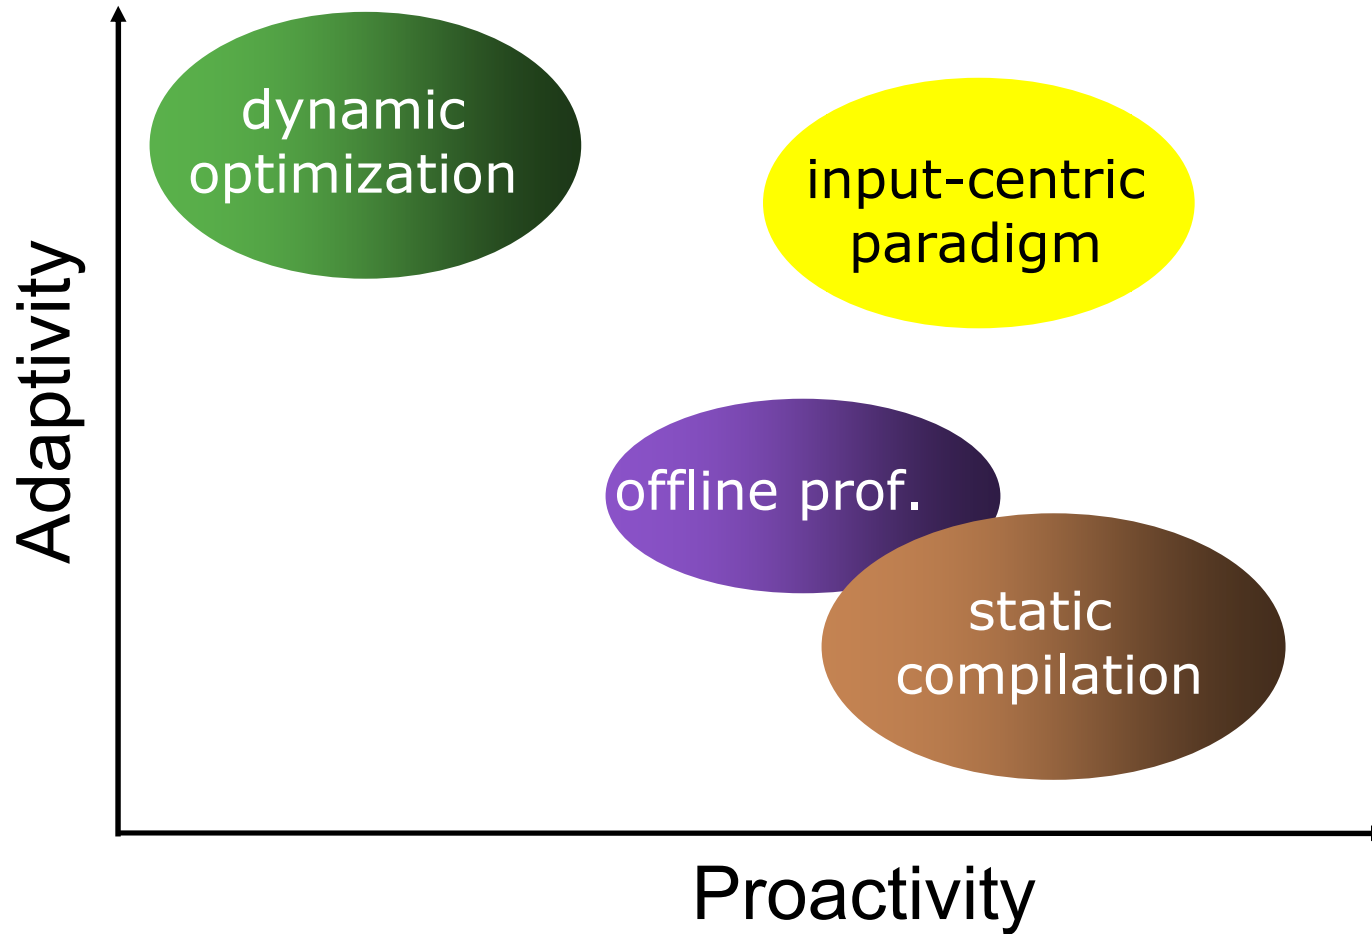 dynamic
optimization
input-centric
paradigm
Adaptivity
offline prof.
static
compilation
Proactivity